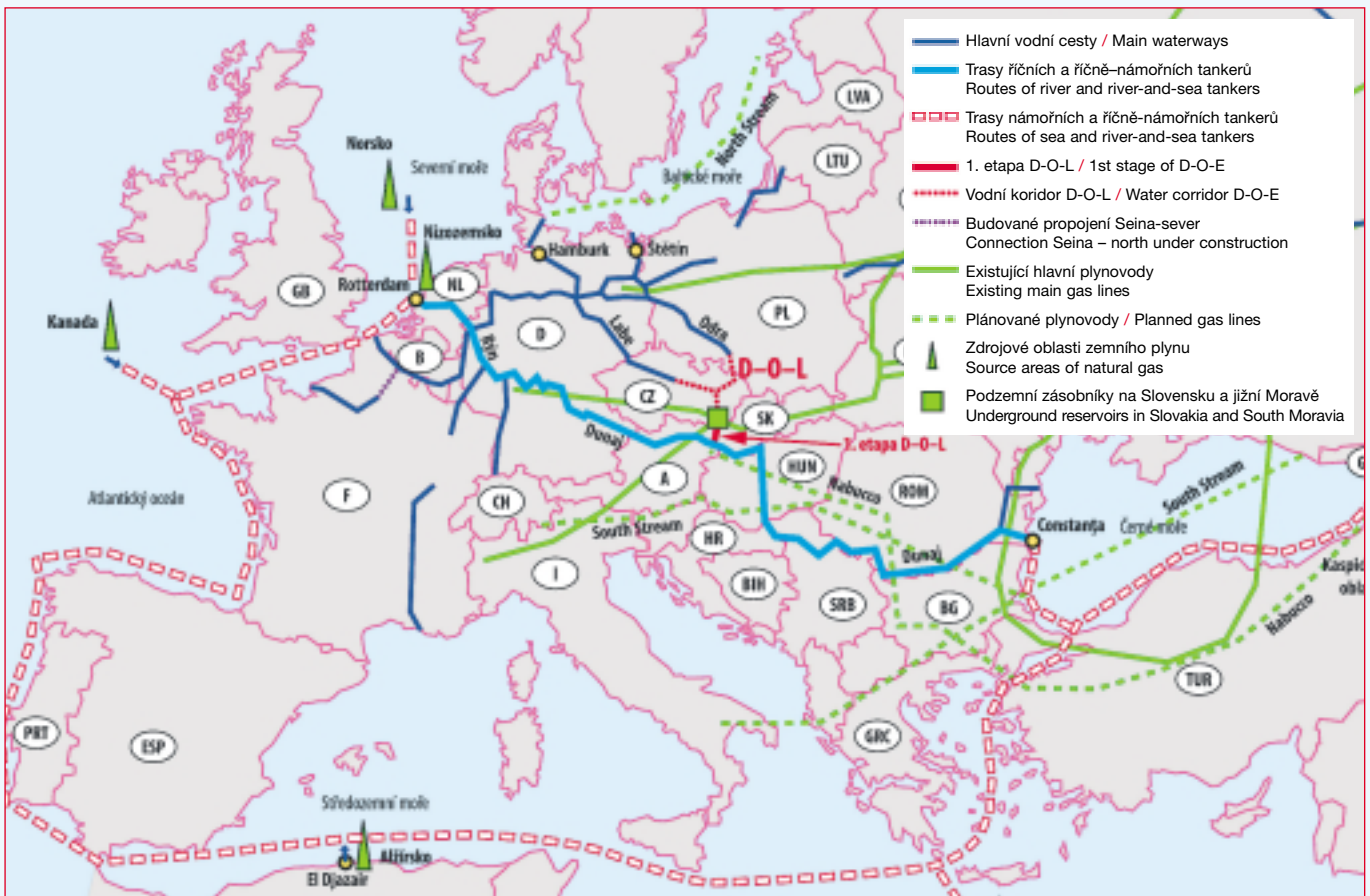 Hlavní vodní cesty / Main waterways
Trasy říčních a říčně–námořních tankerů
Routes of river and river-and-sea tankers
Trasy námořních a říčně-námořních tankerů
Routes of sea and river-and-sea tankers
1. etapa D-O-L / 1st stage of D-O-E
Vodní koridor D-O-L / Water corridor D-O-E
Budované propojení Seina-sever
Connection Seina – north under construction
Existující hlavní plynovody
Existing main gas lines
Plánované plynovody / Planned gas lines
Zdrojové oblasti zemního plynu
Source areas of natural gas
Podzemní zásobníky na Slovensku a jižní Moravě
Underground reservoirs in Slovakia and South Moravia
LVA
North Stream
Norsko
Severní moře
LTU
Baltické moře
Nizozemsko
Hamburk
Štětín
Rotterdam
NL
GB
PL
Kanada
D
Labe
Odra
Rýn
B
D–O–L
CZ
SK
Dunaj
1. etapa D-O-L
HUN
A
Nabucco
ROM
South Stream
Atlantický oceán
F
CH
South Stream
Constanța
Černé moře
HR
Dunaj
I
BIH
SRB
BG
Kaspic
obla
Nabucco
TUR
PRT
ESP
GRC
Středozemní moře
Alžírsko
El Djazair